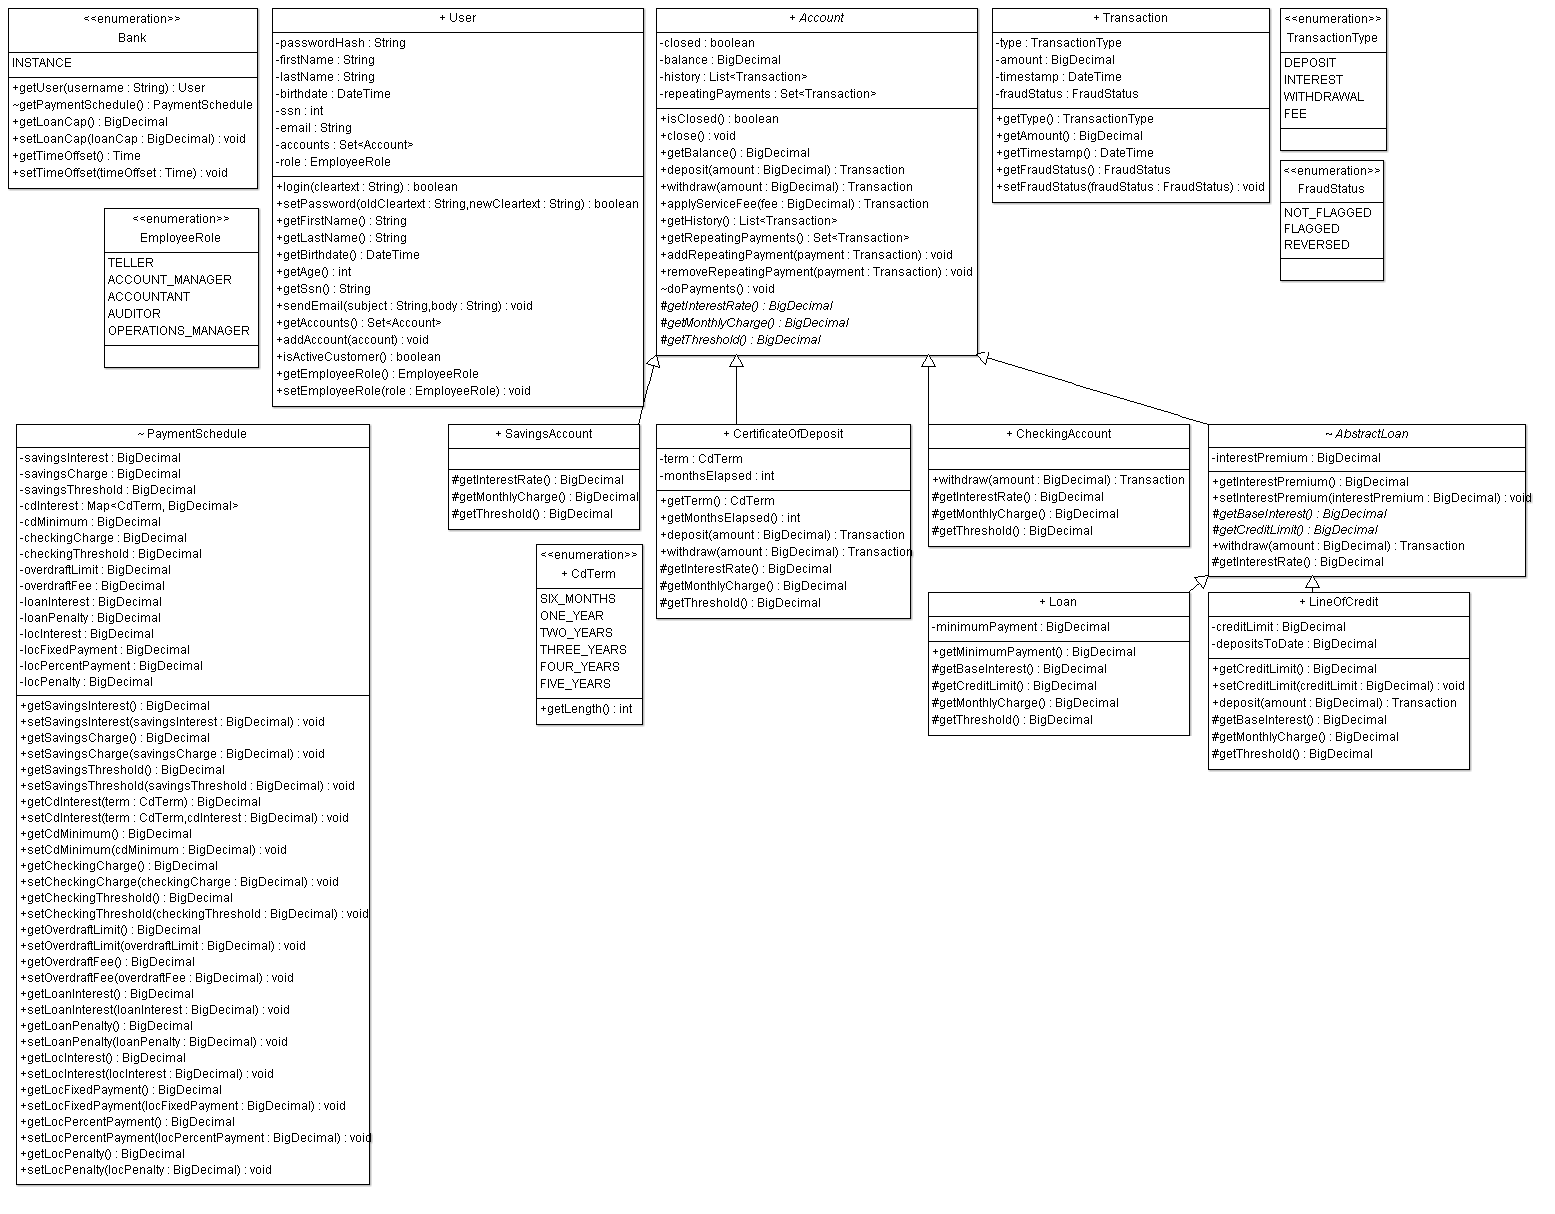 <<enumeration>>
Bank
INSTANCE
+getUser(username : String) : User
~getPaymentSchedule() : PaymentSchedule
+getLoanCap() : BigDecimal
+setLoanCap(loanCap : BigDecimal) : void
+getTimeOffset() : Time
+setTimeOffset(timeOffset : Time) : void
<<enumeration>>
EmployeeRole
TELLER
ACCOUNT_MANAGER
ACCOUNTANT
AUDITOR
OPERATIONS_MANAGER
+ User
-passwordHash : String
-firstName : String
-lastName : String
-birthdate : DateTime
-ssn : int
-email : String
-accounts : Set<Account>
-role : EmployeeRole
+login(cleartext : String) : boolean
+setPassword(oldCleartext : String,newCleartext : String) : boolean
+getFirstName() : String
+getLastName() : String
+getBirthdate() : DateTime
+getAge() : int
+getSsn() : String
+sendEmail(subject : String,body : String) : void
+getAccounts() : Set<Account>
+addAccount(account) : void
+isActiveCustomer() : boolean
+getEmployeeRole() : EmployeeRole
+setEmployeeRole(role : EmployeeRole) : void
+ Account
-closed : boolean
-balance : BigDecimal
-history : List<Transaction>
-repeatingPayments : Set<Transaction>
+isClosed() : boolean
+close() : void
+getBalance() : BigDecimal
+deposit(amount : BigDecimal) : Transaction
+withdraw(amount : BigDecimal) : Transaction
+applyServiceFee(fee : BigDecimal) : Transaction
+getHistory() : List<Transaction>
+getRepeatingPayments() : Set<Transaction>
+addRepeatingPayment(payment : Transaction) : void
+removeRepeatingPayment(payment : Transaction) : void
~doPayments() : void
#getInterestRate() : BigDecimal
#getMonthlyCharge() : BigDecimal
#getThreshold() : BigDecimal
+ Transaction
-type : TransactionType
-amount : BigDecimal
-timestamp : DateTime
-fraudStatus : FraudStatus
+getType() : TransactionType
+getAmount() : BigDecimal
+getTimestamp() : DateTime
+getFraudStatus() : FraudStatus
+setFraudStatus(fraudStatus : FraudStatus) : void
<<enumeration>>
TransactionType
DEPOSIT
INTEREST
WITHDRAWAL
FEE
<<enumeration>>
FraudStatus
NOT_FLAGGED
FLAGGED
REVERSED
~ PaymentSchedule
-savingsInterest : BigDecimal
-savingsCharge : BigDecimal
-savingsThreshold : BigDecimal
-cdInterest : Map<CdTerm, BigDecimal>
-cdMinimum : BigDecimal
-checkingCharge : BigDecimal
-checkingThreshold : BigDecimal
-overdraftLimit : BigDecimal
-overdraftFee : BigDecimal
-loanInterest : BigDecimal
-loanPenalty : BigDecimal
-locInterest : BigDecimal
-locFixedPayment : BigDecimal
-locPercentPayment : BigDecimal
-locPenalty : BigDecimal
+getSavingsInterest() : BigDecimal
+setSavingsInterest(savingsInterest : BigDecimal) : void
+getSavingsCharge() : BigDecimal
+setSavingsCharge(savingsCharge : BigDecimal) : void
+getSavingsThreshold() : BigDecimal
+setSavingsThreshold(savingsThreshold : BigDecimal) : void
+getCdInterest(term : CdTerm) : BigDecimal
+setCdInterest(term : CdTerm,cdInterest : BigDecimal) : void
+getCdMinimum() : BigDecimal
+setCdMinimum(cdMinimum : BigDecimal) : void
+getCheckingCharge() : BigDecimal
+setCheckingCharge(checkingCharge : BigDecimal) : void
+getCheckingThreshold() : BigDecimal
+setCheckingThreshold(checkingThreshold : BigDecimal) : void
+getOverdraftLimit() : BigDecimal
+setOverdraftLimit(overdraftLimit : BigDecimal) : void
+getOverdraftFee() : BigDecimal
+setOverdraftFee(overdraftFee : BigDecimal) : void
+getLoanInterest() : BigDecimal
+setLoanInterest(loanInterest : BigDecimal) : void
+getLoanPenalty() : BigDecimal
+setLoanPenalty(loanPenalty : BigDecimal) : void
+getLocInterest() : BigDecimal
+setLocInterest(locInterest : BigDecimal) : void
+getLocFixedPayment() : BigDecimal
+setLocFixedPayment(locFixedPayment : BigDecimal) : void
+getLocPercentPayment() : BigDecimal
+setLocPercentPayment(locPercentPayment : BigDecimal) : void
+getLocPenalty() : BigDecimal
+setLocPenalty(locPenalty : BigDecimal) : void
+ SavingsAccount
#getInterestRate() : BigDecimal
#getMonthlyCharge() : BigDecimal
#getThreshold() : BigDecimal
<<enumeration>>
+ CdTerm
SIX_MONTHS
ONE_YEAR
TWO_YEARS
THREE_YEARS
FOUR_YEARS
FIVE_YEARS
+getLength() : int
+ CertificateOfDeposit
-term : CdTerm
-monthsElapsed : int
+getTerm() : CdTerm
+getMonthsElapsed() : int
+deposit(amount : BigDecimal) : Transaction
+withdraw(amount : BigDecimal) : Transaction
#getInterestRate() : BigDecimal
#getMonthlyCharge() : BigDecimal
#getThreshold() : BigDecimal
+ CheckingAccount
+withdraw(amount : BigDecimal) : Transaction
#getInterestRate() : BigDecimal
#getMonthlyCharge() : BigDecimal
#getThreshold() : BigDecimal
~ AbstractLoan
-interestPremium : BigDecimal
+getInterestPremium() : BigDecimal
+setInterestPremium(interestPremium : BigDecimal) : void
#getBaseInterest() : BigDecimal
#getCreditLimit() : BigDecimal
+withdraw(amount : BigDecimal) : Transaction
#getInterestRate() : BigDecimal
+ Loan
-minimumPayment : BigDecimal
+getMinimumPayment() : BigDecimal
#getBaseInterest() : BigDecimal
#getCreditLimit() : BigDecimal
#getMonthlyCharge() : BigDecimal
#getThreshold() : BigDecimal
+ LineOfCredit
-creditLimit : BigDecimal
-depositsToDate : BigDecimal
+getCreditLimit() : BigDecimal
+setCreditLimit(creditLimit : BigDecimal) : void
+deposit(amount : BigDecimal) : Transaction
#getBaseInterest() : BigDecimal
#getMonthlyCharge() : BigDecimal
#getThreshold() : BigDecimal